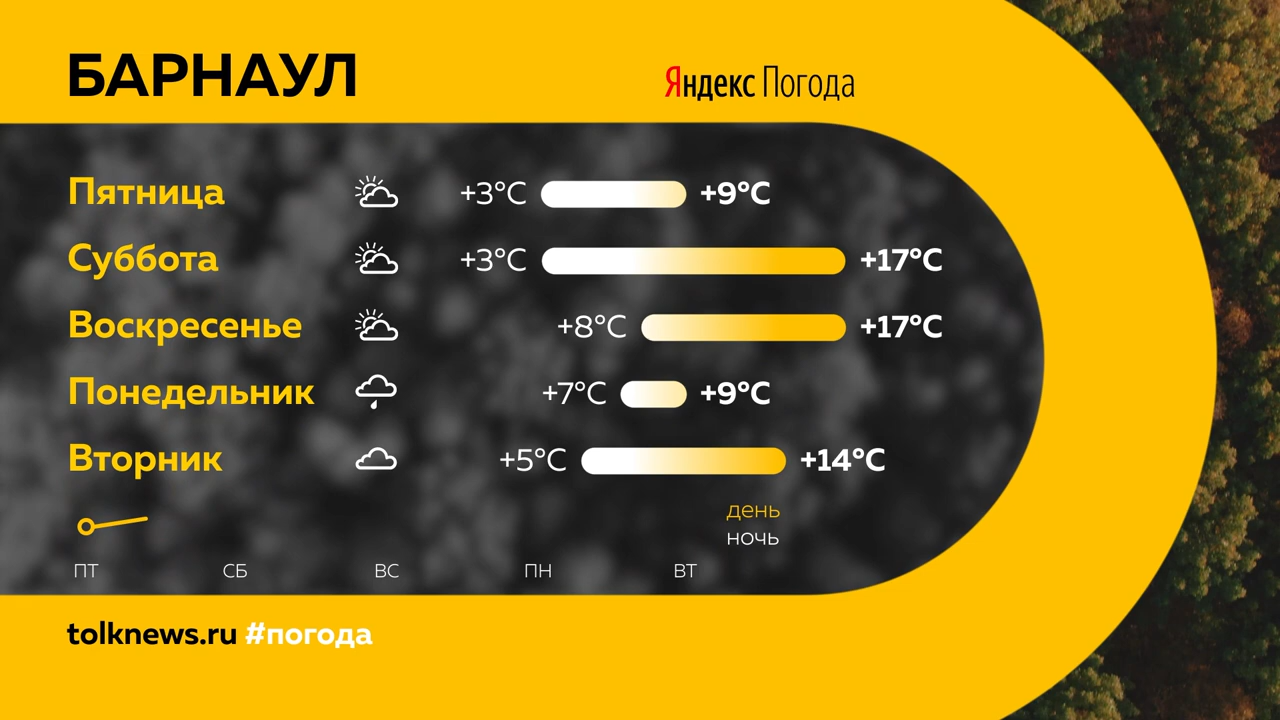 БАРНАУЛ
Яндекс Погода
Пятница +3°C +9°C
Суббота +3°C +17°C
Воскресенье +8°C +17°C
Понедельник +7°C +9°C
Вторник +5°C +14°C
день
ночь
ПТ СБ ВС ПН ВТ
tolknews.ru #погода